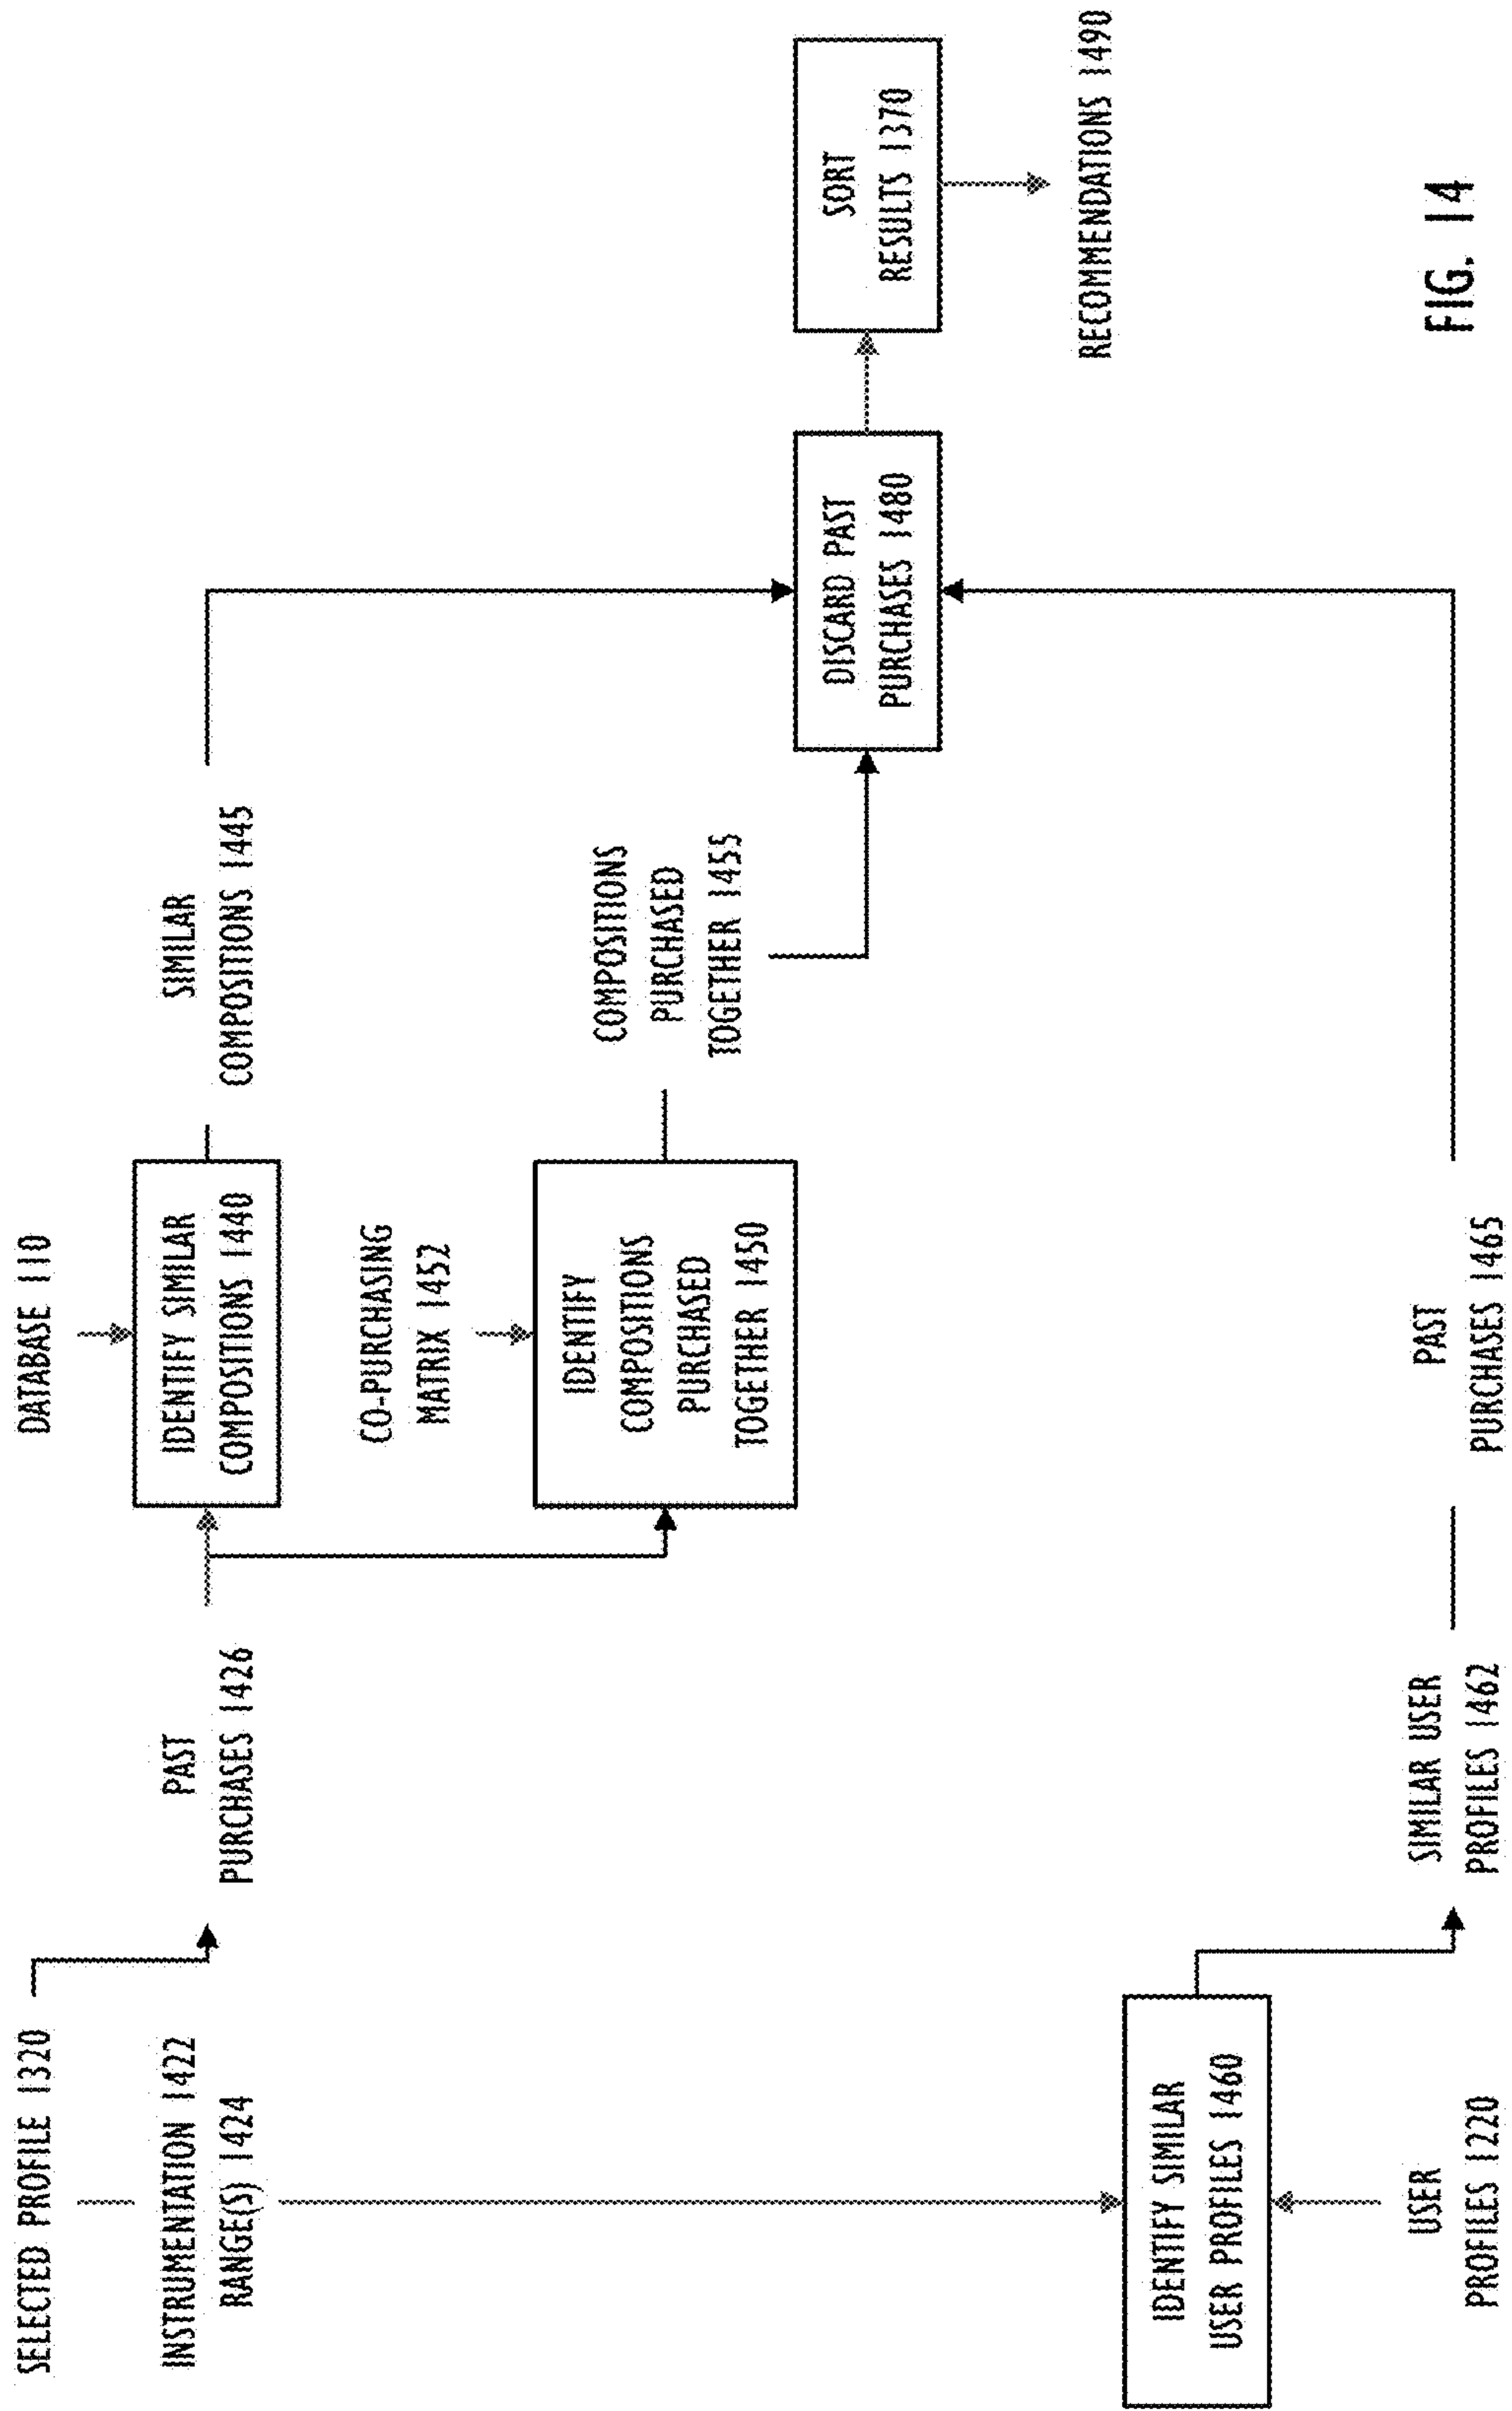 SELECTED PROFILE 1320
INSTRUMENTATION 1422
RANGE(S) 1424
PAST
PURCHASES 1426
DATABASE 110
IDENTIFY SIMILAR
COMPOSITIONS 1440
SIMILAR
COMPOSITIONS 1445
CO-PURCHASING
MATRIX 1452
IDENTIFY
COMPOSITIONS
PURCHASED
TOGETHER 1450
COMPOSITIONS
PURCHASED
TOGETHER 1455
DISCARD PAST
PURCHASES 1480
SORT
RESULTS 1370
RECOMMENDATIONS 1490
IDENTIFY SIMILAR
USER PROFILES 1460
USER
PROFILES 1220
SIMILAR USER
PROFILES 1462
PAST
PURCHASES 1465
FIG. 14